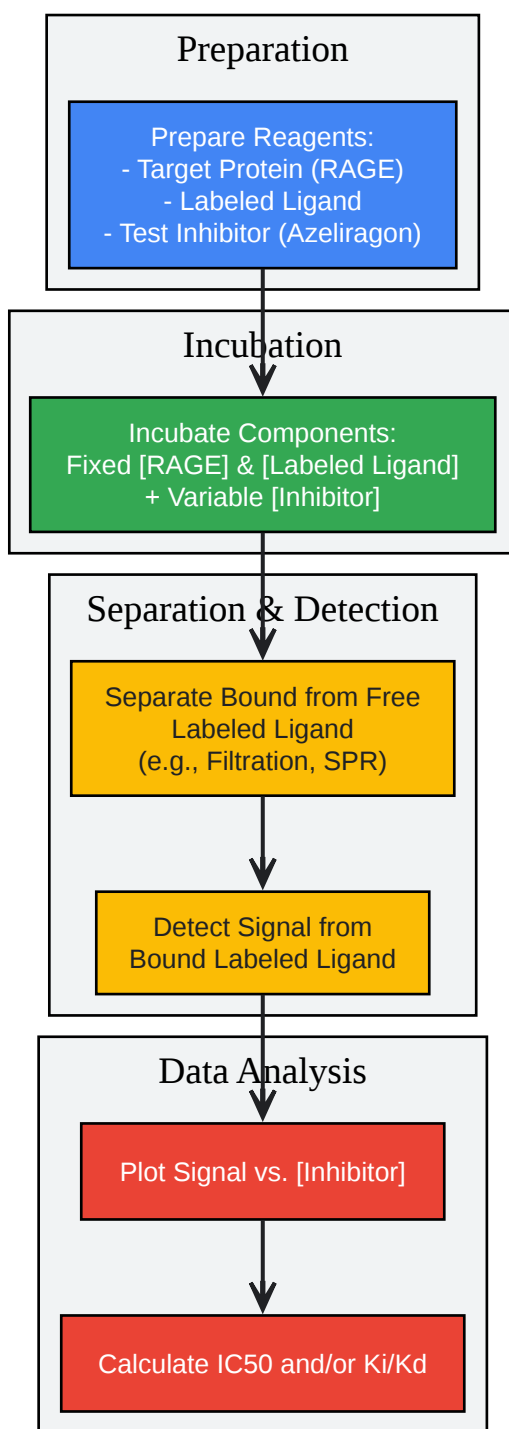 Preparation
Prepare Reagents:
- Target Protein (RAGE)
- Labeled Ligand
- Test Inhibitor (Azeliragon)
Incubation
Incubate Components:
Fixed [RAGE] & [Labeled Ligand]
+ Variable [Inhibitor]
Separation & Detection
Separate Bound from Free
Labeled Ligand
(e.g., Filtration, SPR)
Detect Signal from
Bound Labeled Ligand
Data Analysis
Plot Signal vs. [Inhibitor]
Calculate IC50 and/or Ki/Kd